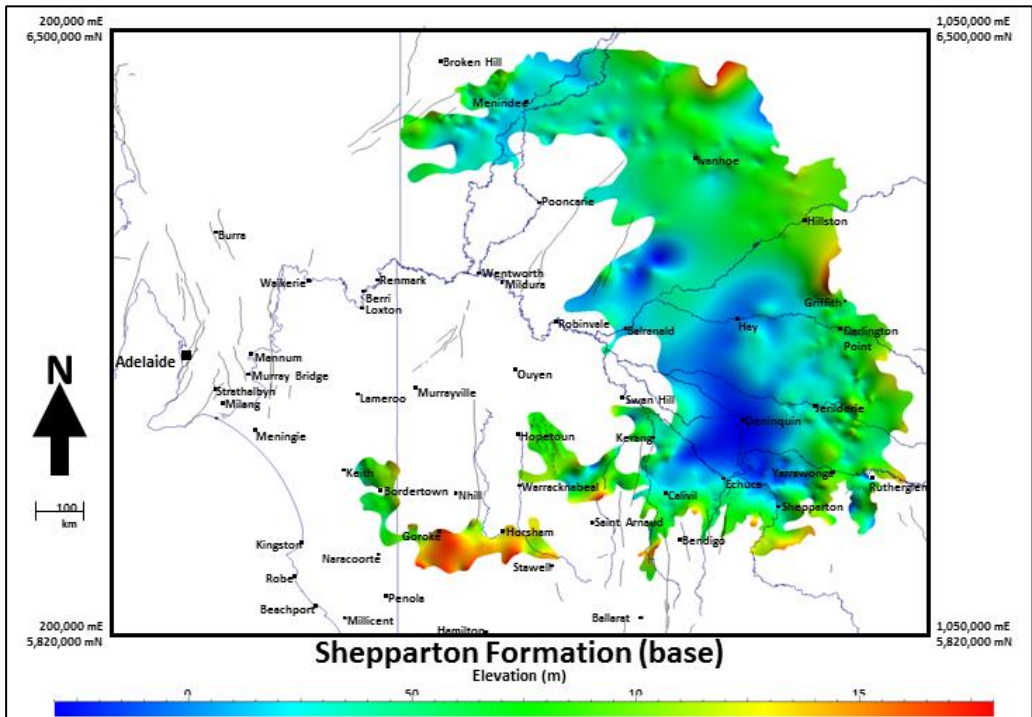 200,000 mE
6,500,000 mN
1,050,000 mE
6,500,000 mN
Broken Hill
Menindee
Ivanhoe
Pooncarie
Hillston
Burra
Wentworth
Waikerie
Renmark
Mildura
Berri
Loxton
Griffith
Robinvale
Balranald
Hay
Darlington
Point
Adelaide
Mannum
Murray Bridge
Ouyen
N
Strathalbyn
Milang
Lameroo
Murrayville
Swan Hill
Jerilderie
Deniliquin
Meningie
Hopetoun
Kerang
Keith
Yarrawonga
Bordertown
Nhill
Warracknabeal
Calivil
Echuca
Rutherglen
100
km
Shepparton
Saint Arnaud
Goroke
Horsham
Bendigo
Kingston
Naracoorte
Stawell
Robe
Penola
Beachport
Millicent
Ballarat
Hamilton
200,000 mE
5,820,000 mN
1,050,000 mE
5,820,000 mN
Shepparton Formation (base)
Elevation (m)
0 50 10 15